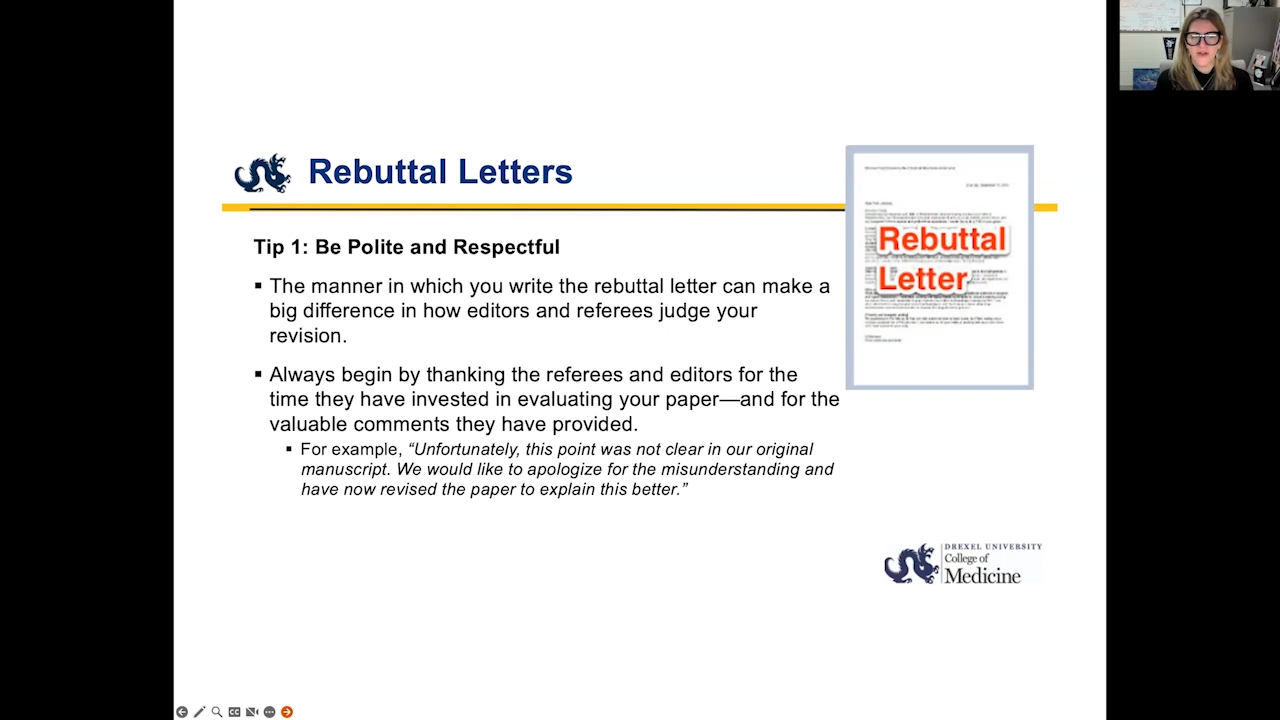 Rebuttal Letters
Rebuttal
Letter
Tip 1: Be Polite and Respectful
▪ The manner in which you write the rebuttal letter can make a
big difference in how editors and referees judge your
revision.
▪ Always begin by thanking the referees and editors for the
time they have invested in evaluating your paper—and for the
valuable comments they have provided.
▪ For example, “Unfortunately, this point was not clear in our original
manuscript. We would like to apologize for the misunderstanding and
have now revised the paper to explain this better.”
DREXEL UNIVERSITY
College of
Medicine
CC